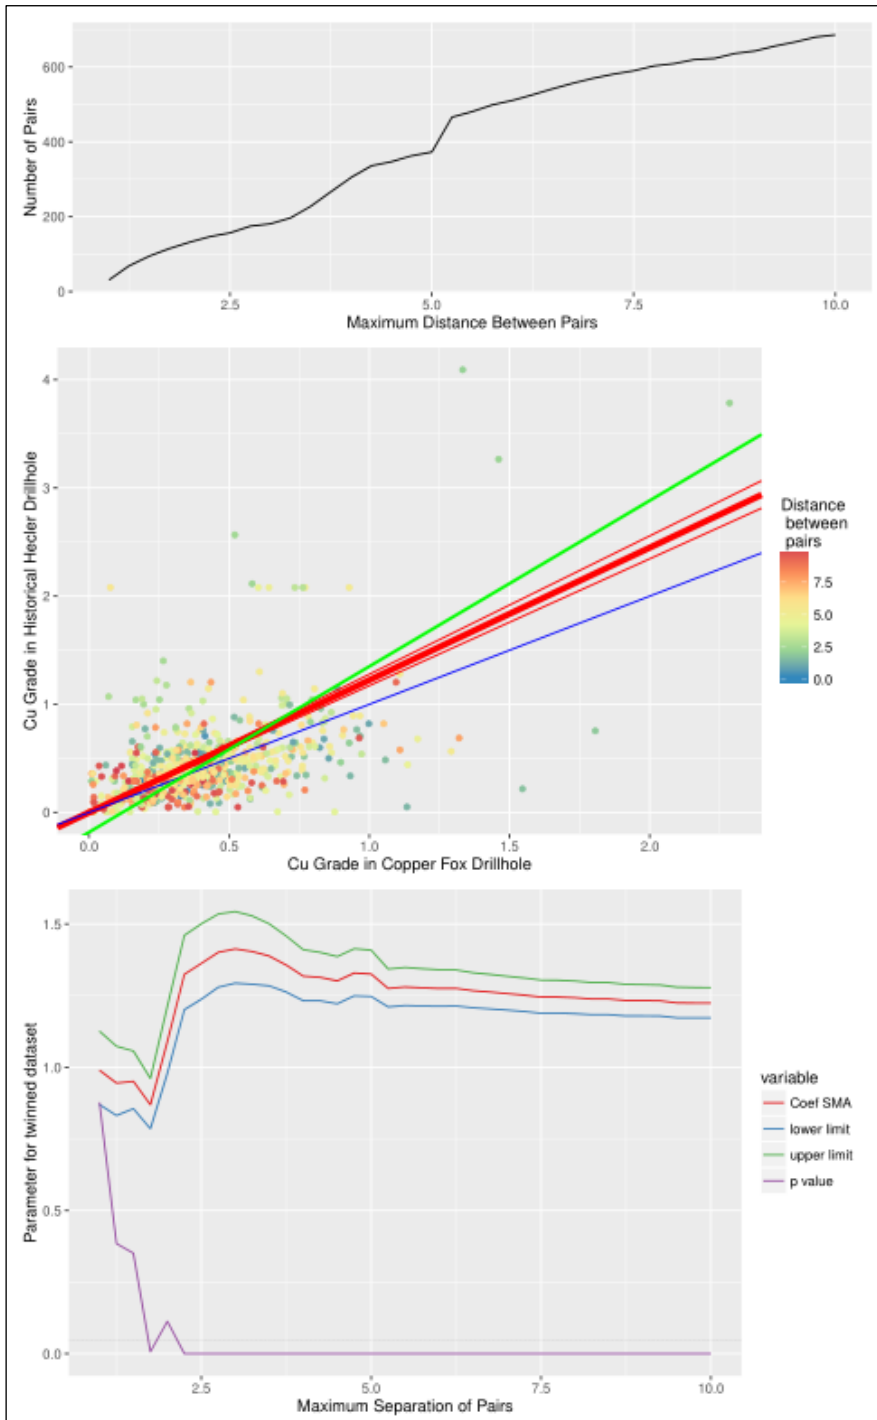 600
400
200
0
Number of Pairs
2.5 5.0 7.5 10.0
Maximum Distance Between Pairs
4
3
2
1
0
Cu Grade in Historical Hecler Drillhole
0.0 0.5 1.0 1.5 2.0
Cu Grade in Copper Fox Drillhole
Distance
between
pairs
7.5
5.0
2.5
0.0
1.5
1.0
0.5
0.0
Parameter for twinned dataset
2.5 5.0 7.5 10.0
Maximum Separation of Pairs
variable
Coef SMA
lower limit
upper limit
p value